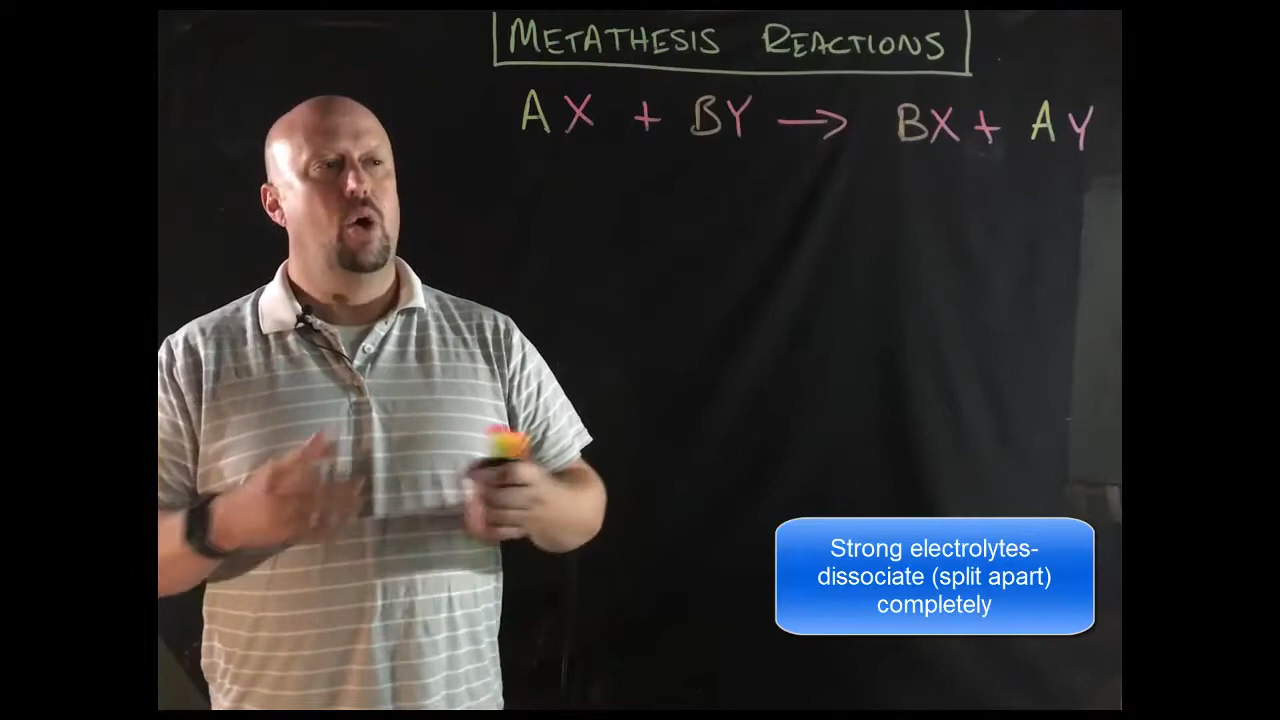 METATHESIS REACTIONS
AX + BY → BX + AY
Strong electrolytes-
dissociate (split apart)
completely